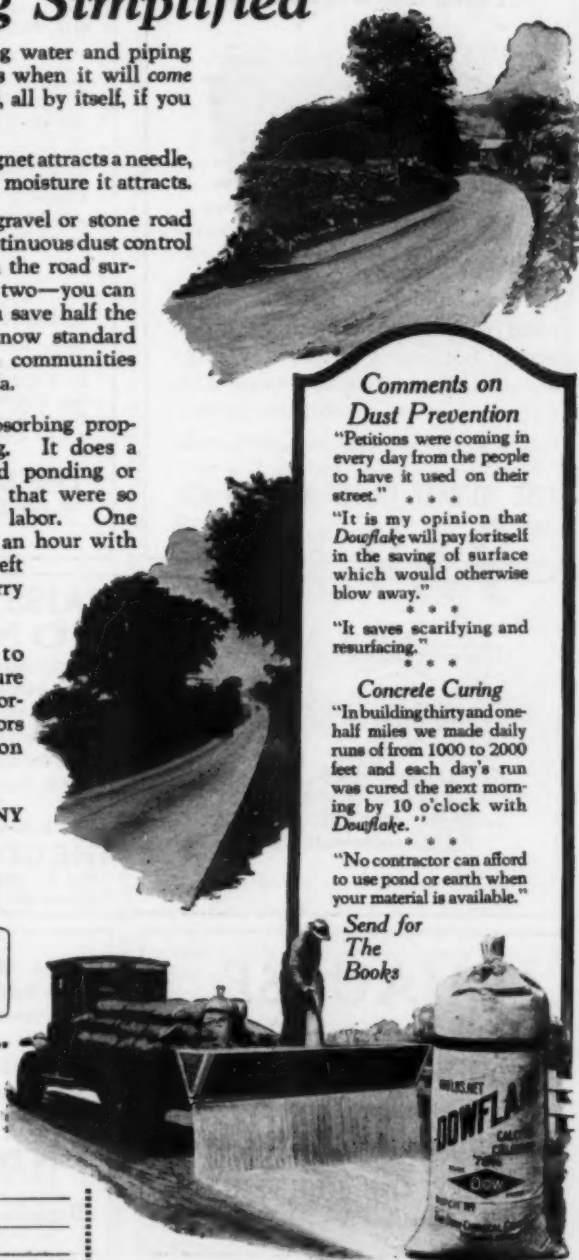 g Simplified
g water and piping
s when it will come
, all by itself, if you
gnet attracts a needle,
moisture it attracts.
gravel or stone road
tinuous dust control
the road sur-
two—you can
save half the
now standard
communities
a.
sorbing prop-
g. It does a
d ponding or
that were so
labor. One
an hour with
eft
rry
to
ure
or-
ors
on
NY
Comments on
Dust Prevention
"Petitions were coming in
every day from the people
to have it used on their
street." * * *
"It is my opinion that
Dowflake will pay for itself
in the saving of surface
which would otherwise
blow away."
* * *
"It saves scarifying and
resurfacing."
* * *
Concrete Curing
"In building thirty and one-
half miles we made daily
runs of from 1000 to 2000
feet and each day's run
was cured the next morn-
ing by 10 o'clock with
Dowflake."
* * *
"No contractor can afford
to use pond or earth when
your material is available."
Send for
The
Books
LBS. NET
DOWFLA
CALC
Dow